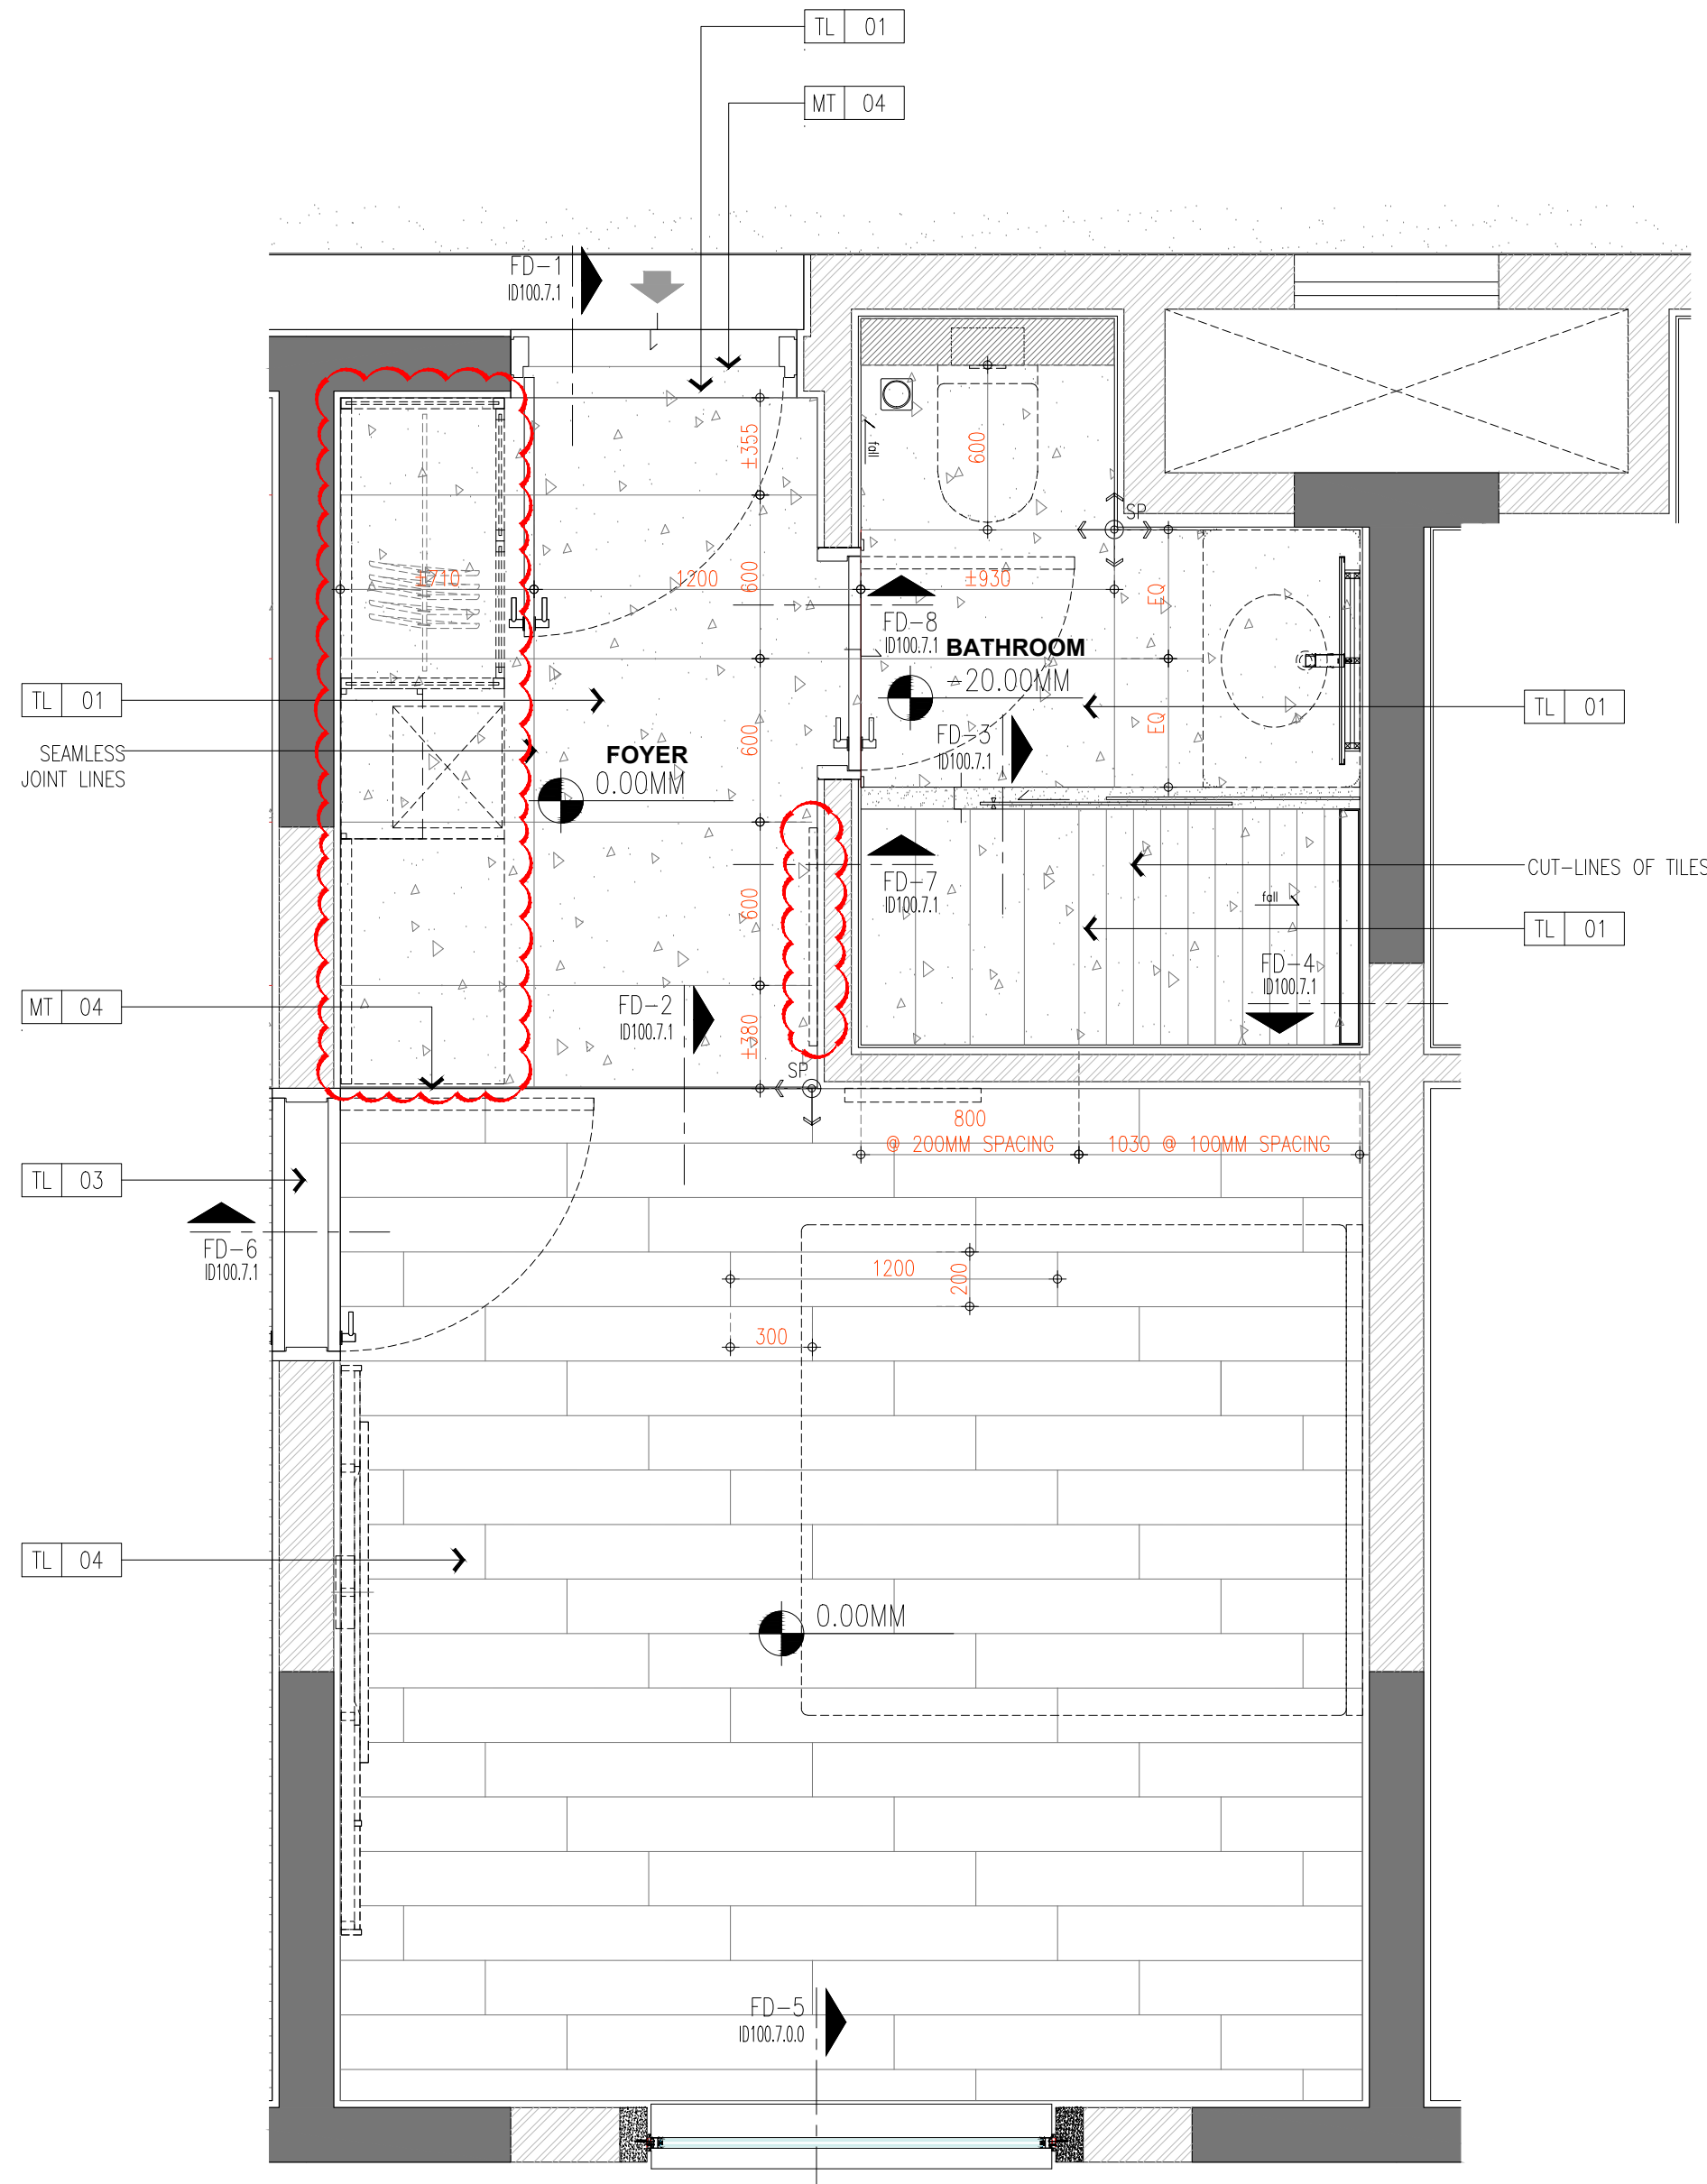 TL 01
MT 04
FD-1
ID100.7.1
±355
600
fall
SP
±710
1200
600
±930
EQ
FD-8
ID100.7.1
BATHROOM
-20.00MM
TL 01
TL 01
SEAMLESS
JOINT LINES
FOYER
0.00MM
600
EQ
FD-3
ID100.7.1
FD-7
ID100.7.1
CUT-LINES OF TILES
fall
TL 01
600
FD-4
ID100.7.1
MT 04
FD-2
ID100.7.1
±380
SP
800
@ 200MM SPACING
1030 @ 100MM SPACING
TL 03
FD-6
ID100.7.1
1200
200
300
TL 04
0.00MM
FD-5
ID100.7.0.0